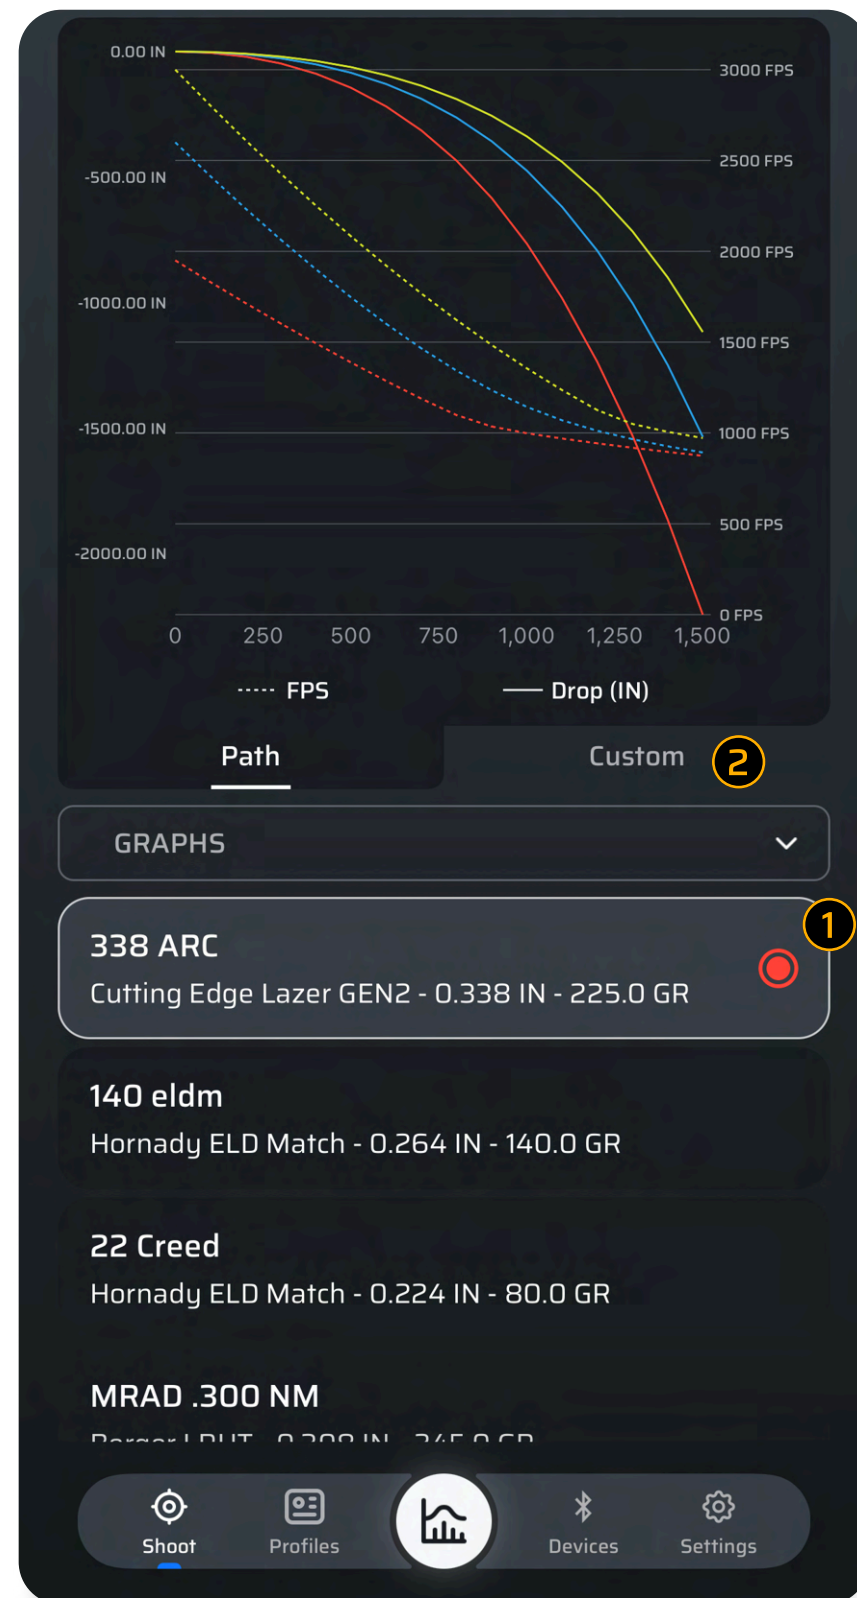 0.00 IN
3000 FPS
-500.00 IN
2500 FPS
2000 FPS
-1000.00 IN
1500 FPS
-1500.00 IN
1000 FPS
500 FPS
-2000.00 IN
0 FPS
0 250 500 750 1,000 1,250 1,500
FPS Drop (IN)
Path Custom 2
GRAPHS
1
338 ARC
Cutting Edge Lazer GEN2 - 0.338 IN - 225.0 GR
140 eldm
Hornady ELD Match - 0.264 IN - 140.0 GR
22 Creed
Hornady ELD Match - 0.224 IN - 80.0 GR
MRAD .300 NM
Shoot Profiles Devices Settings